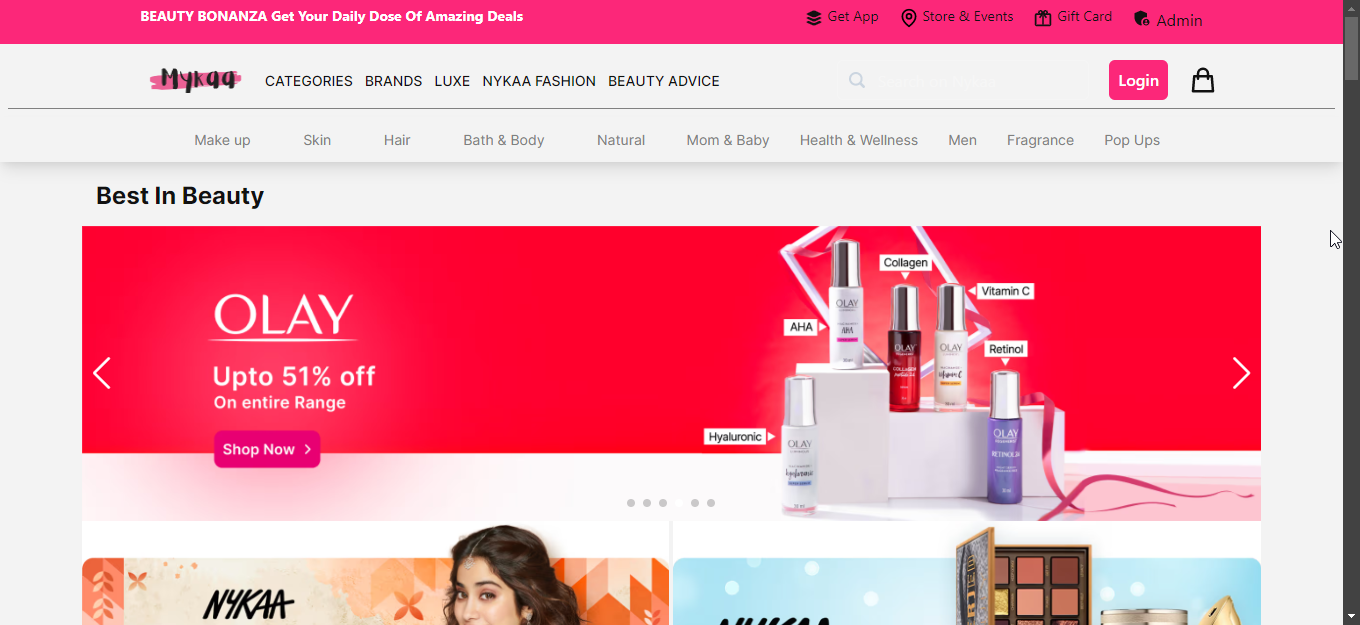 BEAUTY BONANZA Get Your Daily Dose Of Amazing Deals
Get App Store & Events Gift Card Admin
Mykaa CATEGORIES BRANDS LUXE NYKAA FASHION BEAUTY ADVICE Login
Make up Skin Hair Bath & Body Natural Mom & Baby Health & Wellness Men Fragrance Pop Ups
Best In Beauty
OLAY
Upto 51% off
On entire Range
Shop Now
Collagen
Vitamin C
AHA
Retinol
Hyaluronic
OLAY
AHA
OLAY
COLLAGEN
OLAY
vitamin C
OLAY
hyaluronic
OLAY
RETINOL24
NYKAA
NYKAA